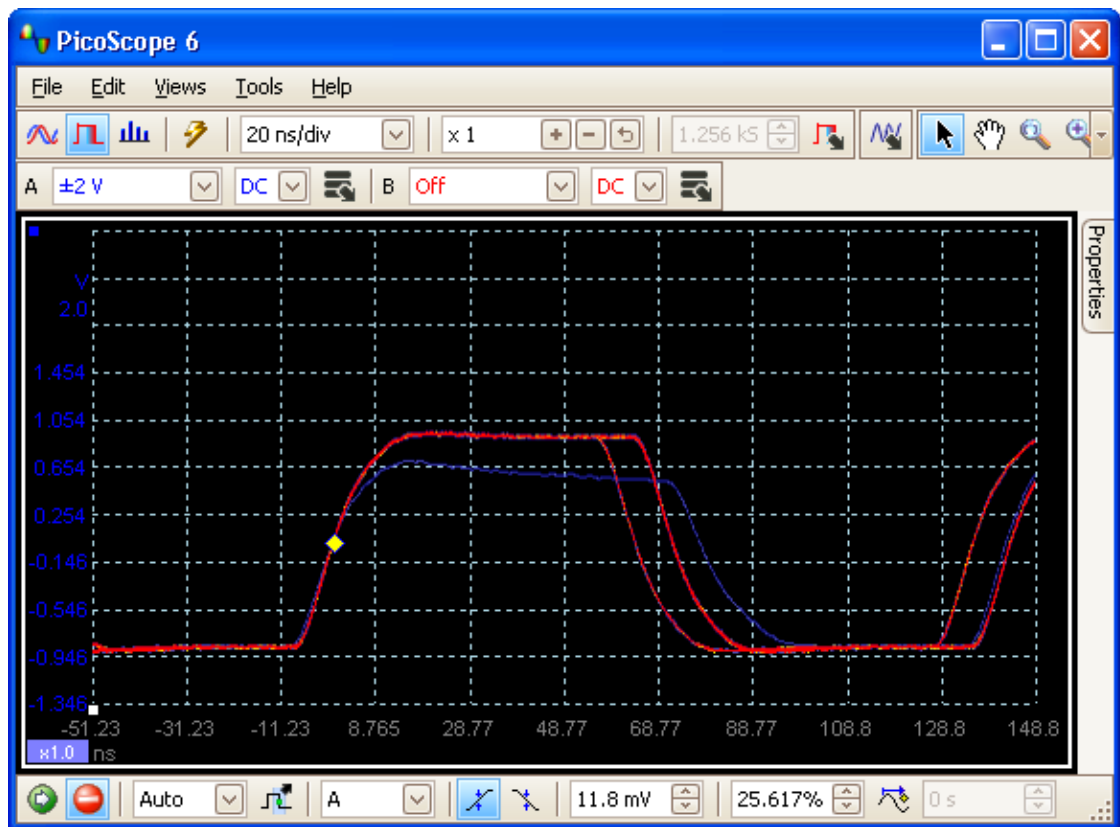 PicoScope 6
File Edit Views Tools Help
20 ns/div x 1 1.256 kS
A ±2 V DC B Off DC
Properties
V
2.0
1.454
1.054
0.654
0.254
-0.146
-0.546
-0.946
-1.346
-51.23 -31.23 -11.23 8.765 28.77 48.77 68.77 88.77 108.8 128.8 148.8
x1.0 ns
Auto A 11.8 mV 25.617% 0 s